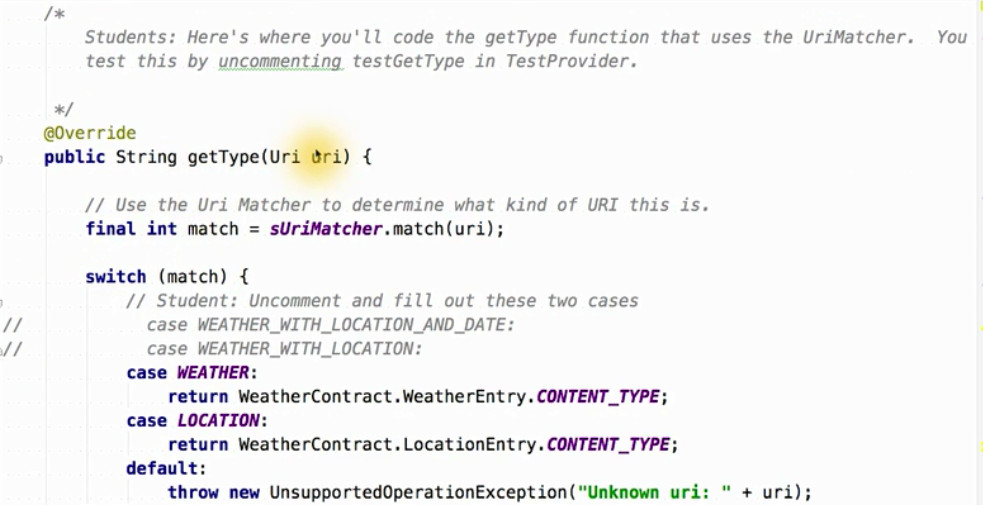 /*
Students: Here's where you'll code the getType function that uses the UriMatcher.  You
test this by uncommenting testGetType in TestProvider.
*/
@Override
public String getType(Uri uri) {
// Use the Uri Matcher to determine what kind of URI this is.
final int match = sUriMatcher.match(uri);
switch (match) {
// Student: Uncomment and fill out these two cases
//            case WEATHER_WITH_LOCATION_AND_DATE:
//            case WEATHER_WITH_LOCATION:
case WEATHER:
return WeatherContract.WeatherEntry.CONTENT_TYPE;
case LOCATION:
return WeatherContract.LocationEntry.CONTENT_TYPE;
default:
throw new UnsupportedOperationException("Unknown uri: " + uri);